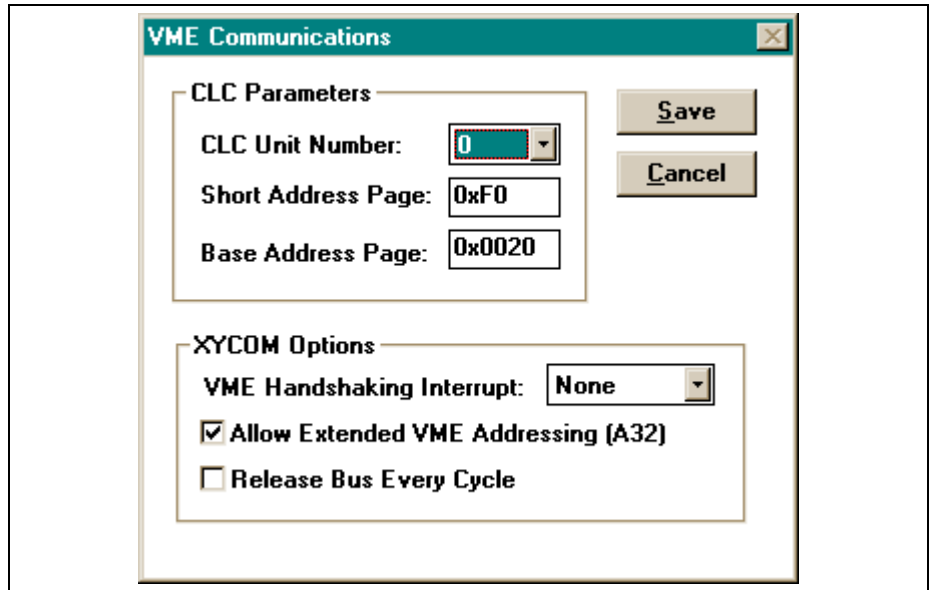 VME Communications
CLC Parameters
CLC Unit Number: 0
Short Address Page: 0xF0
Base Address Page: 0x0020
Save
Cancel
XYCOM Options
VME Handshaking Interrupt: None
Allow Extended VME Addressing (A32)
Release Bus Every Cycle